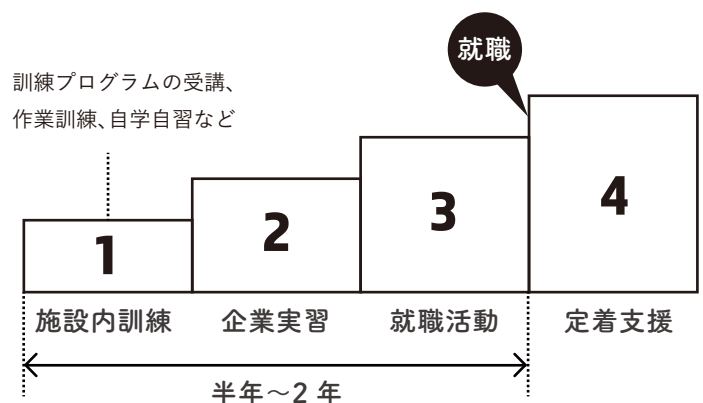 就職
訓練プログラムの受講、
作業訓練、自学自習など
1
2
3
4
施設内訓練
企業実習
就職活動
定着支援
半年〜2 年